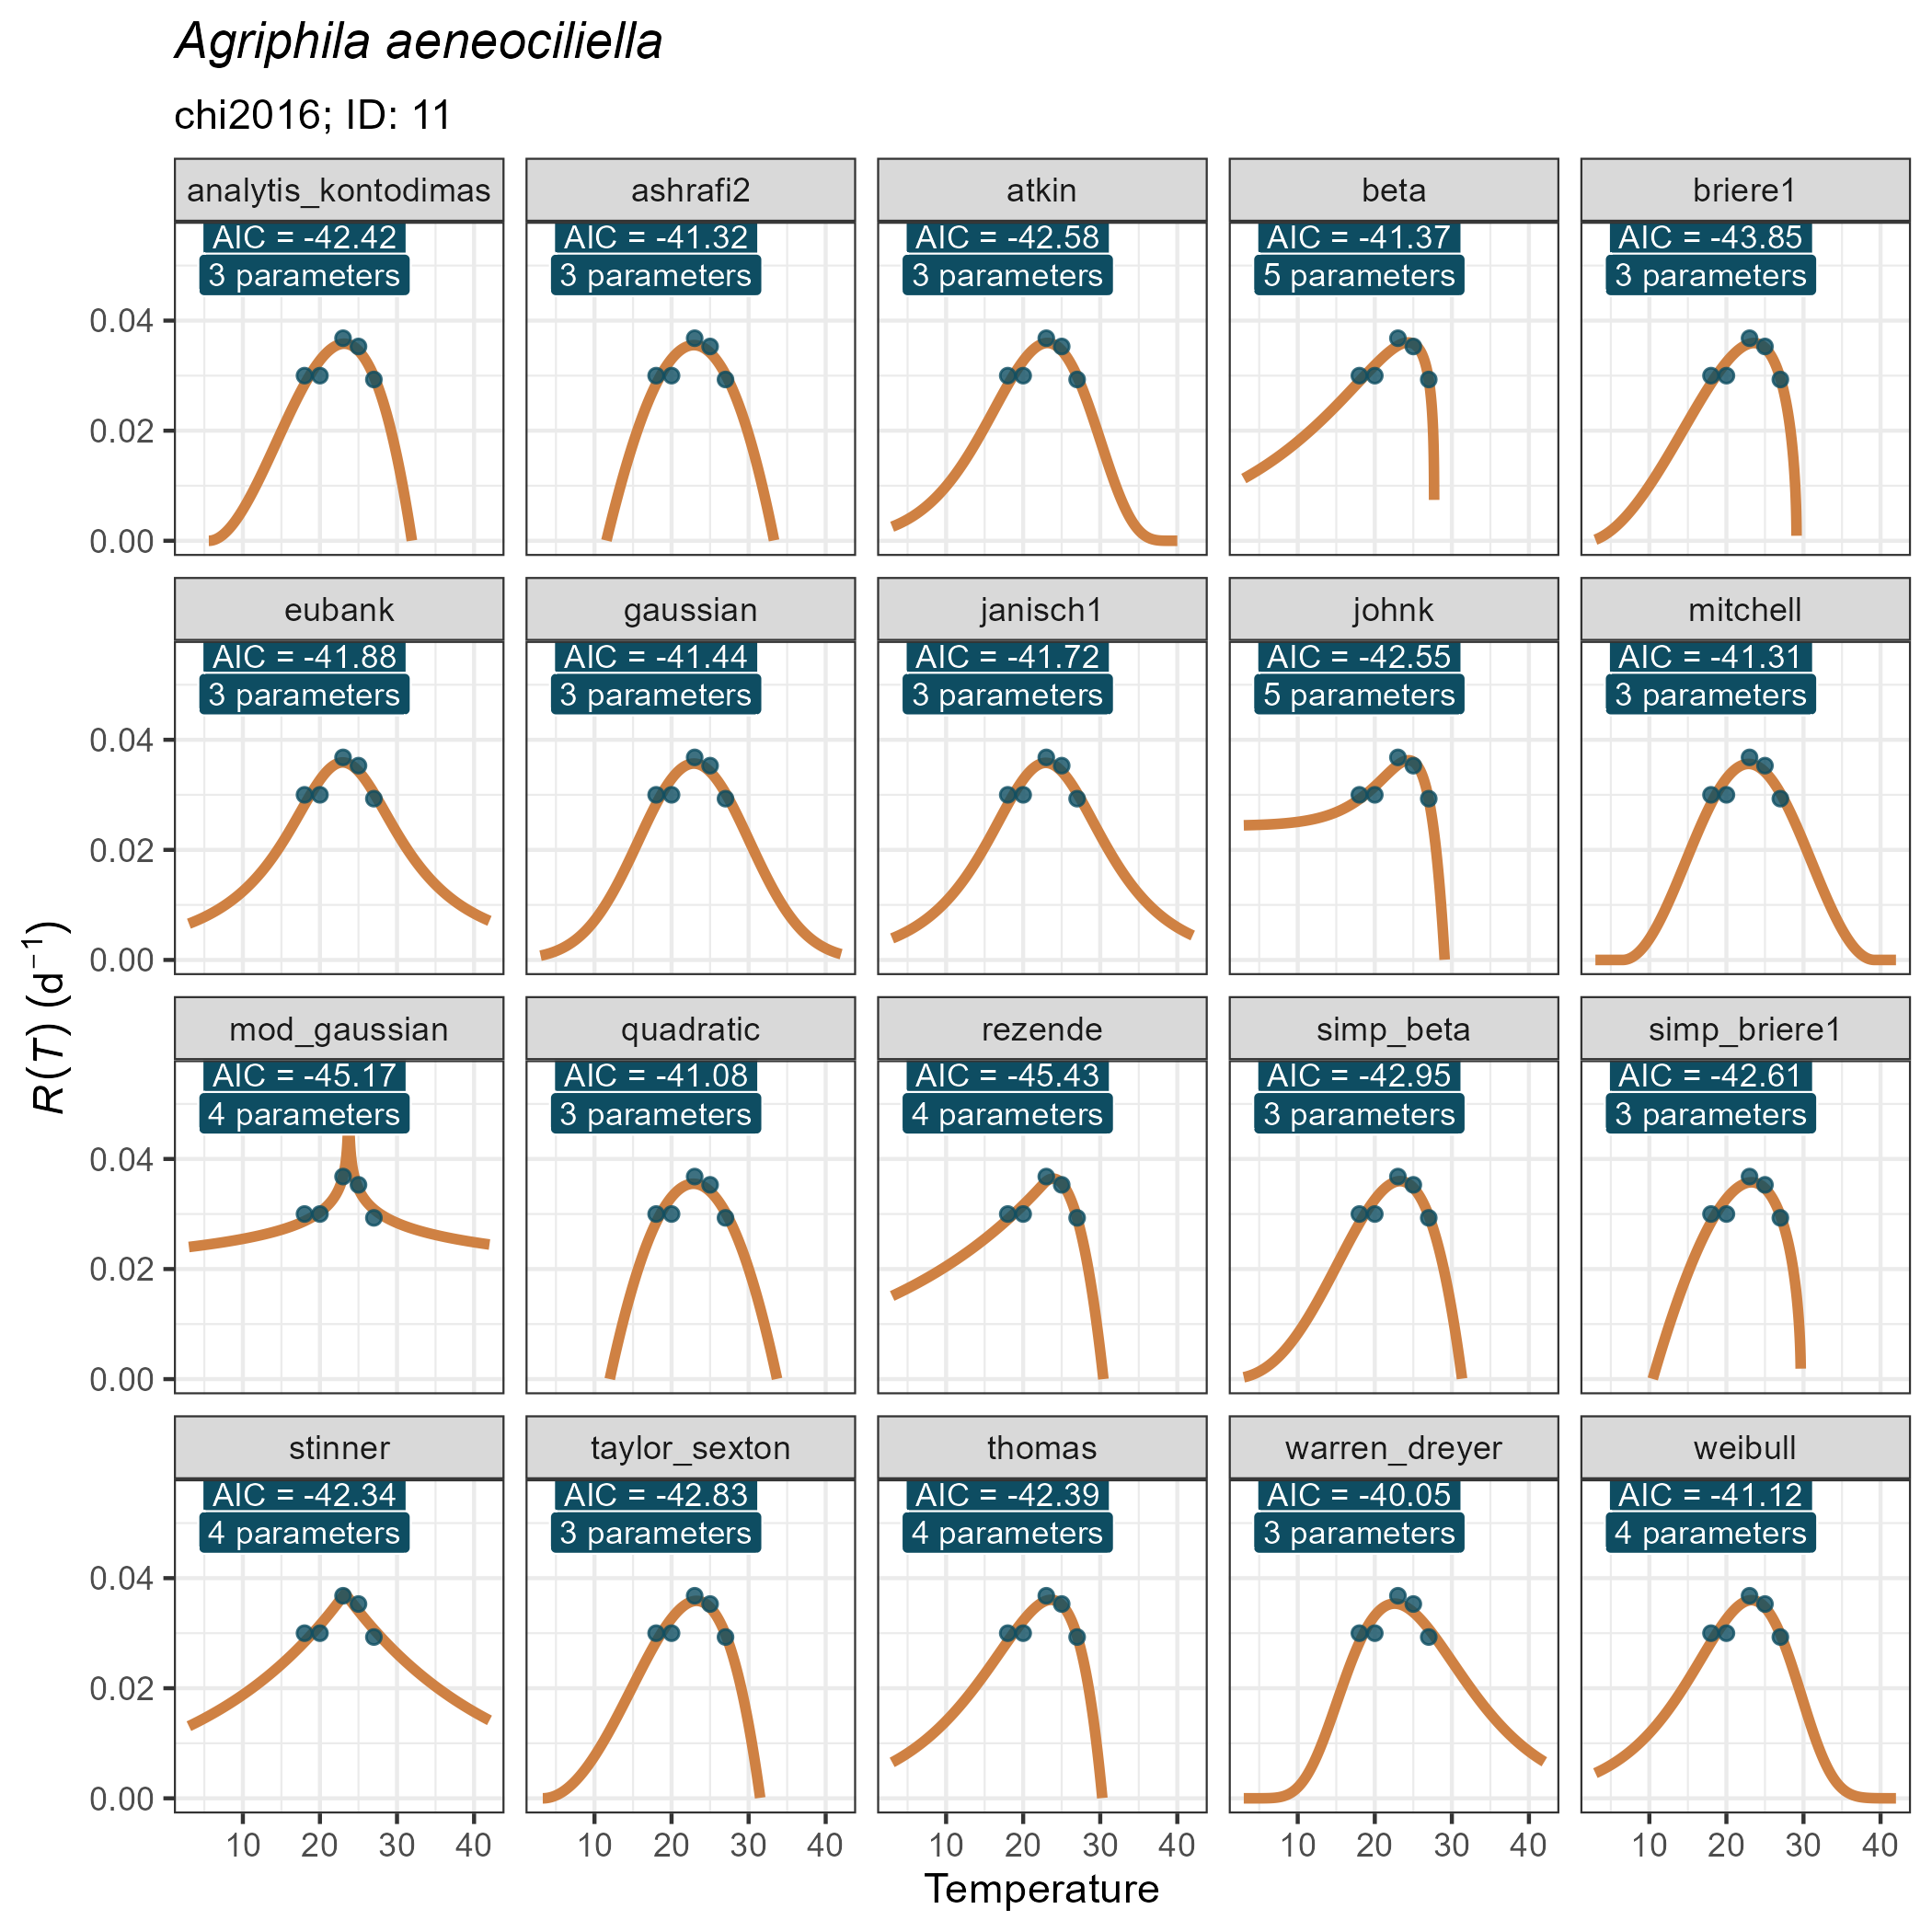 Agriphila aeneociliella
chi2016; ID: 11
analytis_kontodimas ashrafi2 atkin beta briere1
AIC = -42.42 AIC = -41.32 AIC = -42.58 AIC = -41.37 AIC = -43.85
3 parameters 3 parameters 3 parameters 5 parameters 3 parameters
0.04
0.02
0.00
eubank gaussian janisch1 johnk mitchell
AIC = -41.88 AIC = -41.44 AIC = -41.72 AIC = -42.55 AIC = -41.31
3 parameters 3 parameters 3 parameters 5 parameters 3 parameters
0.04
0.02
0.00
R(T) (d⁻¹)
mod_gaussian quadratic rezende simp_beta simp_briere1
AIC = -45.17 AIC = -41.08 AIC = -45.43 AIC = -42.95 AIC = -42.61
4 parameters 3 parameters 4 parameters 3 parameters 3 parameters
0.04
0.02
0.00
stinner taylor_sexton thomas warren_dreyer weibull
AIC = -42.34 AIC = -42.83 AIC = -42.39 AIC = -40.05 AIC = -41.12
4 parameters 3 parameters 4 parameters 3 parameters 4 parameters
0.04
0.02
0.00
10 20 30 40 10 20 30 40 10 20 30 40 10 20 30 40 10 20 30 40
Temperature